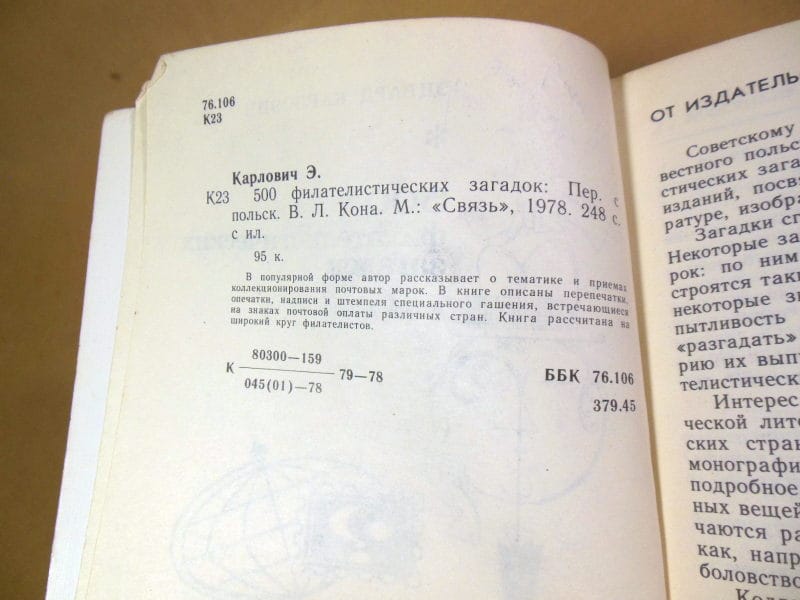 76.106
К23
Карлович Э.
К23 500 филателистических загадок: Пер. с
польск. В. Л. Кона. М.: «Связь», 1978. 248 с.
с ил.
95 к.
В популярной форме автор рассказывает о тематике и приемах
коллекционирования почтовых марок. В книге описаны перепечатки,
опечатки, надписи и штемпеля специального гашения, встречающиеся
на знаках почтовой оплаты различных стран. Книга рассчитана на
широкий круг филателистов.
80300—159
К 79—78
045(01)—78
ББК 76.106
379.45
ОТ ИЗДАТЕЛЬ
Советскому
вестного польс
стических зага
изданий, посвя
ратуре, изобра
Загадки сп
Некоторые за
рок: по ним
строятся так
некоторые зн
пытливость
«разгадать»
рию их вып
телистическ
Интерес
ческой лите
ских стран
монографи
подробное
ных вещей
чаются ра
как, напр
боловство